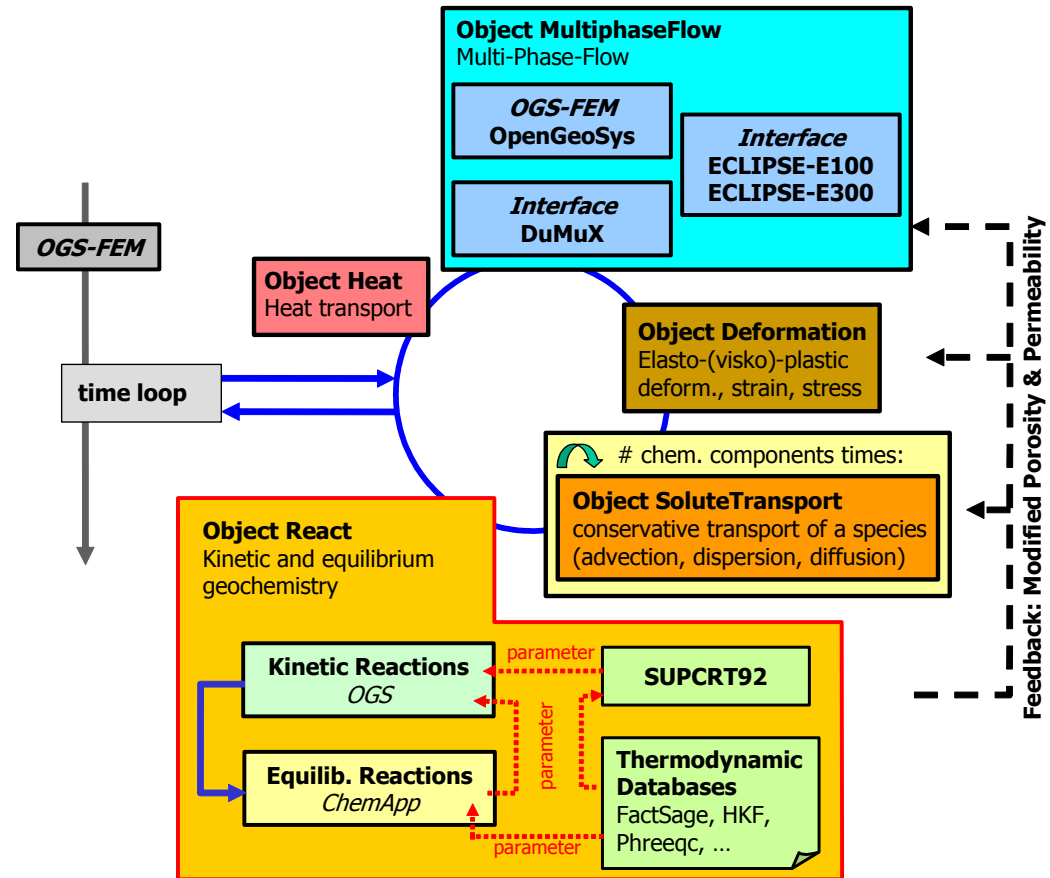 Object MultiphaseFlow
Multi-Phase-Flow
OGS-FEM
OpenGeoSys
Interface
ECLIPSE-E100
ECLIPSE-E300
Interface
DuMuX
OGS-FEM
Object Heat
Heat transport
Object Deformation
Elasto-(visko)-plastic
deform., strain, stress
time loop
# chem. components times:
Object SoluteTransport
conservative transport of a species
(advection, dispersion, diffusion)
Feedback: Modified Porosity & Permeability
Object React
Kinetic and equilibrium
geochemistry
Kinetic Reactions
OGS
parameter
SUPCRT92
parameter
Equilib. Reactions
ChemApp
parameter
Thermodynamic
Databases
FactSage, HKF,
Phreeqc, ...